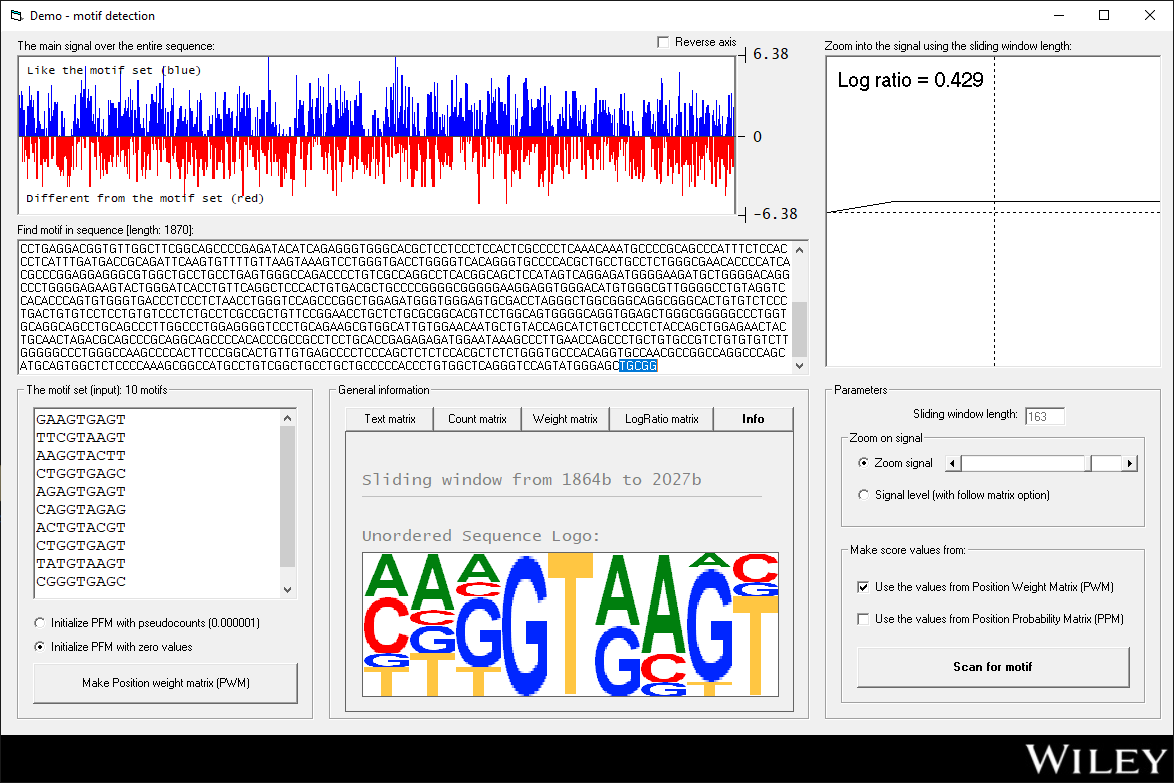 Demo - motif detection
The main signal over the entire sequence:
Reverse axis
Like the motif set (blue)
Different from the motif set (red)
6.38
0
-6.38
Zoom into the signal using the sliding window length:
Log ratio = 0.429
Find motif in sequence [length: 1870]:
CCTGAGGACGGTGTTGGCTTCGGCAGCCCCGAGATACATCAGAGGGTGGGCACGCTCCTCCCTCCACTCGCCCCTCAAACAAATGCCCCGCAGCCCATTTCTCCAC
CCTCATTTGATGACCGCAGATTCAAGTGTTTTGTTAAGTAAAGTCCTGGGTGACCTGGGGTCACAGGGTGCCCCACGCTGCCTGCCTCTGGGCGAACACCCCATCA
CGCCCGGAGGAGGGCGTGGCTGCCTGCCTGAGTGGGCCAGACCCCTGTCGCCAGGCCTCACGGCAGCTCCATAGTCAGGAGATGGGGAAGATGCTGGGGACAGG
CCCTGGGGAGAAGTACTGGGATCACCTGTTCAGGCTCCCACTGTGACGCTGCCCCGGGGCGGGGGAAGGAGGTGGGACATGTGGGCGTTGGGGCCTGTAGGTC
CACACCCAGTGTGGGTGACCCTCCCTCTAACCTGGGTCCAGCCCGGCTGGAGATGGGTGGGAGTGCGACCTAGGGCTGGCGGGCAGGCGGGCACTGTGTCTCCC
TGACTGTGTCCTCCTGTGTCCCTCTGCCTCGCCGCTGTTCCGGAACCTGCTCTGCGCGGCACGTCCTGGCAGTGGGGCAGGTGGAGCTGGGCGGGGGCCCTGGT
GCAGGCAGCCTGCAGCCCTTGGCCCTGGAGGGGTCCCTGCAGAAGCGTGGCATTGTGGAACAATGCTGTACCAGCATCTGCTCCCTCTACCAGCTGGAGAACTAC
TGCAACTAGACGCAGCCCGCAGGCAGCCCCACACCCGCCGCCTCCTGCACCGAGAGAGATGGAATAAAGCCCTTGAACCAGCCCTGCTGTGCCGTCTGTGTGTCTT
GGGGGCCCTGGGCCAAGCCCCACTTCCCGGCACTGTTGTGAGCCCCTCCCAGCTCTCTCCACGCTCTCTGGGTGCCCACAGGTGCCAACGCCGGCCAGGCCCAGC
ATGCAGTGGCTCTCCCCAAAGCGGCCATGCCTGTCGGCTGCCTGCTGCCCCCACCCTGTGGCTCAGGGTCCAGTATGGGAGCTGCGG
The motif set (input): 10 motifs
GAAGTGAGT
TTCGTAAGT
AAGGTACTT
CTGGTGAGC
AGAGTGAGT
CAGGTAGAG
ACTGTACGT
CTGGTGAGT
TATGTAAGT
CGGGTGAGC
Initialize PFM with pseudocounts (0.000001)
Initialize PFM with zero values
Make Position weight matrix (PWM)
General information
Text matrix
Count matrix
Weight matrix
LogRatio matrix
Info
Sliding window from 1864b to 2027b
Unordered Sequence Logo:
Parameters
Sliding window length: 163
Zoom on signal
Zoom signal
Signal level (with follow matrix option)
Make score values from:
Use the values from Position Weight Matrix (PWM)
Use the values from Position Probability Matrix (PPM)
Scan for motif
WILEY